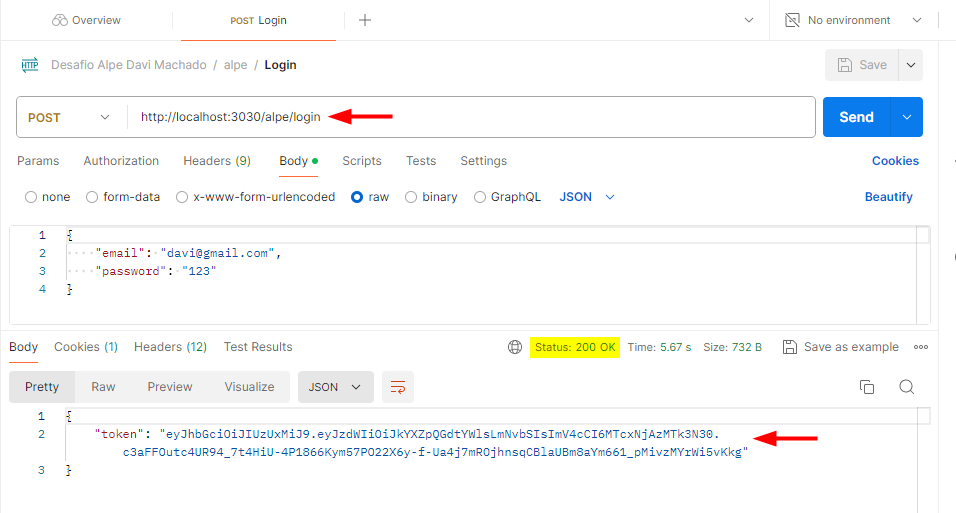 Overview
POST Login
No environment
HTTP Desafio Alpe Davi Machado / alpe / Login
Save
POST http://localhost:3030/alpe/login Send
Params Authorization Headers (9) Body Scripts Tests Settings Cookies
none form-data x-www-form-urlencoded raw binary GraphQL JSON Beautify
1 {
2 "email": "davi@gmail.com",
3 "password": "123"
4 }
Body Cookies (1) Headers (12) Test Results Status: 200 OK Time: 5.67 s Size: 732 B Save as example
Pretty Raw Preview Visualize JSON
1 {
2 "token": "eyJhbGciOiJIUzUxMiJ9.eyJzdWIiOiJkYXZpQGdtYWlsLmNvbSIsImV4cCI6MTcxNjAzMTk3N30.
c3aFFOutc4UR94_7t4HiU-4P1866Kym57PO22X6y-f-Ua4j7mROjhnsqCBlaUBm8aYm661_pMivzMYrWi5vKkg"
3 }